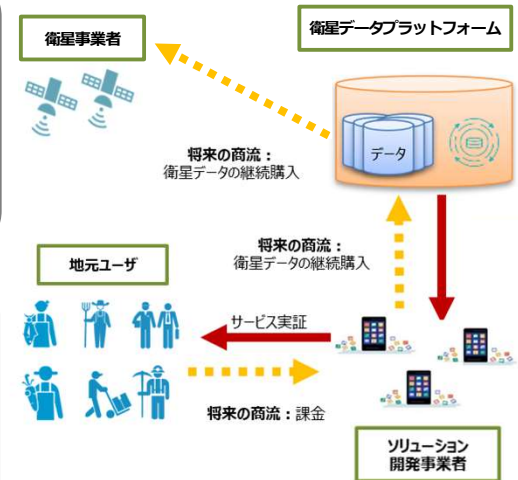 衛星事業者
衛星データプラットフォーム
データ
将来の商流：
衛星データの継続購入
将来の商流：
衛星データの継続購入
地元ユーザ
サービス実証
将来の商流：課金
ソリューション
開発事業者